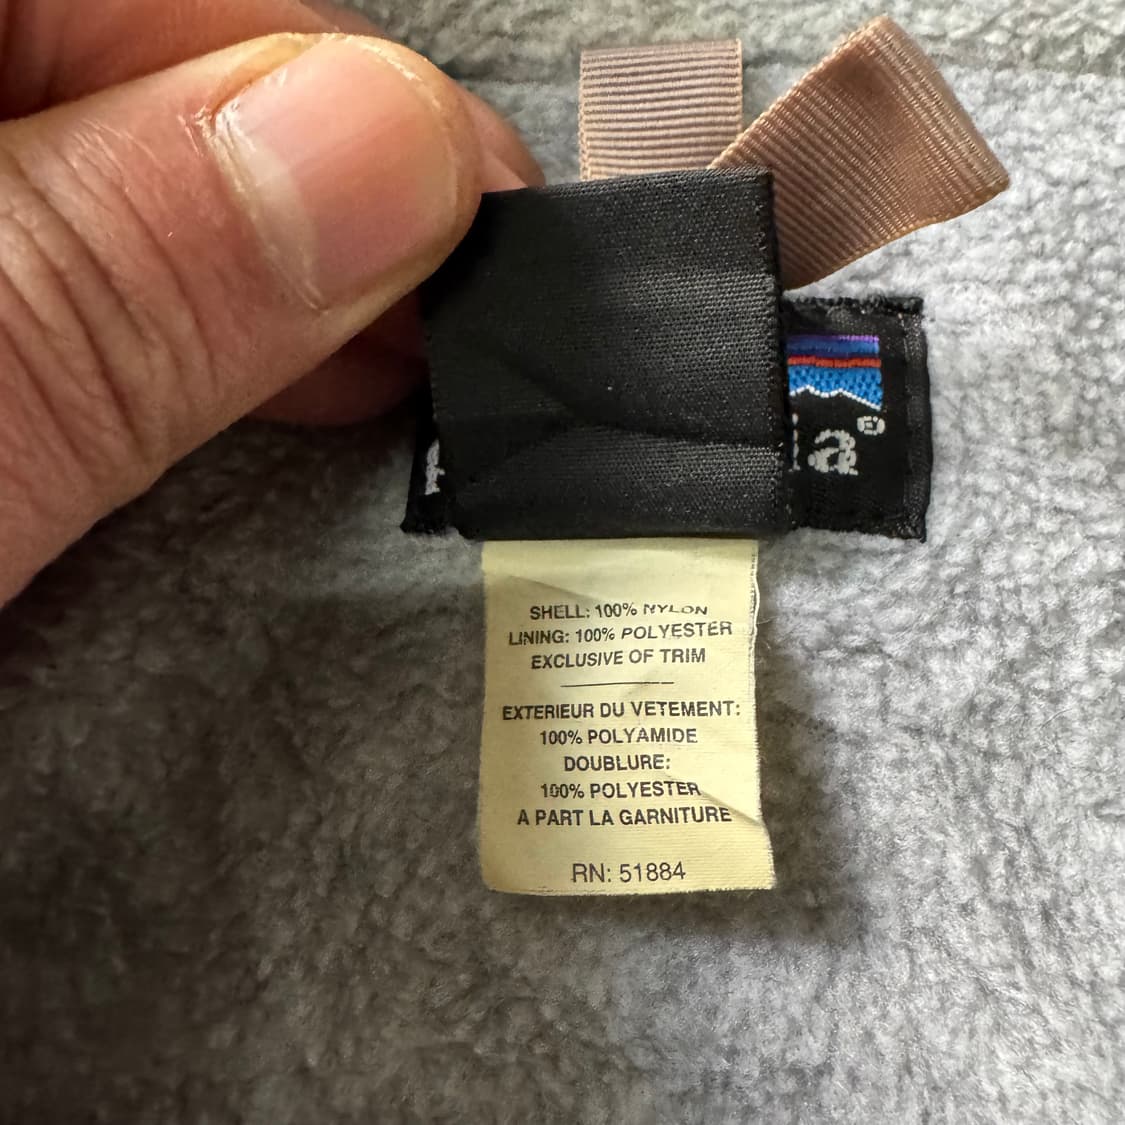 ia®
SHELL: 100% NYLON
LINING: 100% POLYESTER
EXCLUSIVE OF TRIM
EXTERIEUR DU VETEMENT:
100% POLYAMIDE
DOUBLURE:
100% POLYESTER
A PART LA GARNITURE
RN: 51884